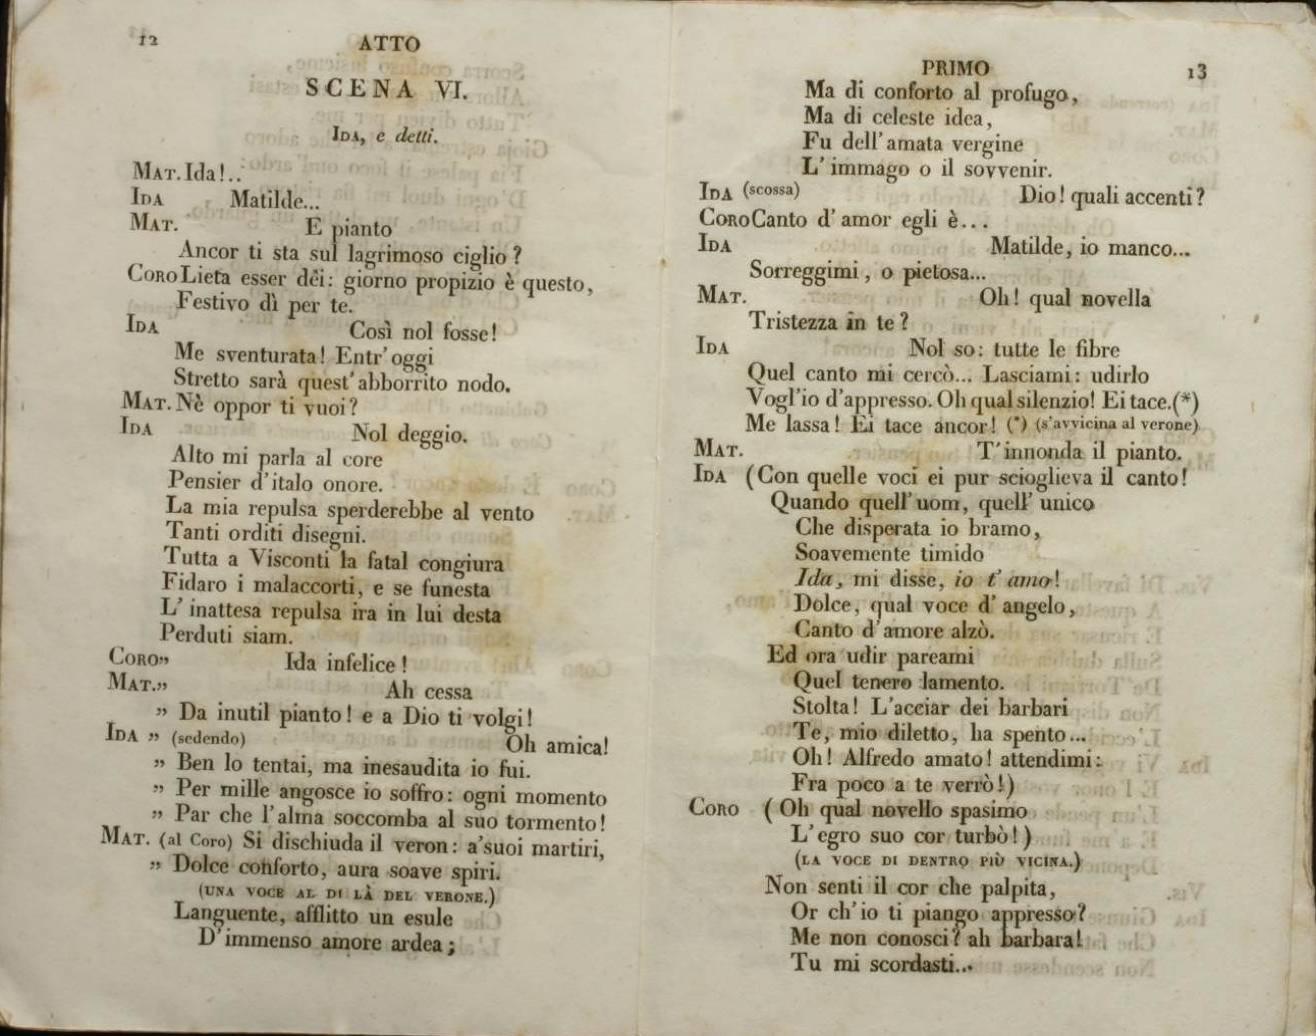 12
ATTO
SCENA VI.
IDA, e detti.
MAT. Ida!..
IDA Matilde...
MAT. E pianto
Ancor ti sta sul lagrimoso ciglio?
CORO Lieta esser dêi: giorno propizio è questo,
Festivo dì per te.
IDA Così nol fosse!
Me sventurata! Entr'oggi
Stretto sarà quest'abborrito nodo.
MAT. Nè oppor ti vuoi?
IDA Nol deggio.
Alto mi parla al core
Pensier d'italo onore.
La mia repulsa sperderebbe al vento
Tanti orditi disegni.
Tutta a Visconti la fatal congiura
Fidaro i malaccorti, e se funesta
L'inattesa repulsa ira in lui desta
Perduti siam.
CORO" Ida infelice!
MAT." Ah cessa
" Da inutil pianto! e a Dio ti volgi!
IDA " (sedendo) Oh amica!
" Ben lo tentai, ma inesaudita io fui.
" Per mille angosce io soffro: ogni momento
" Par che l'alma soccomba al suo tormento!
MAT. (al Coro) Si dischiuda il veron: a'suoi martiri,
" Dolce conforto, aura soave spiri.
(UNA VOCE AL DI LÀ DEL VERONE.)
Languente, afflitto un esule
D'immenso amore ardea;
PRIMO
13
Ma di conforto al profugo,
Ma di celeste idea,
Fu dell'amata vergine
L'immago o il sovvenir.
IDA (scossa) Dio! quali accenti?
CORO Canto d'amor egli è...
IDA Matilde, io manco...
Sorreggimi, o pietosa...
MAT. Oh! qual novella
Tristezza in te?
IDA Nol so: tutte le fibre
Quel canto mi cercò... Lasciami: udirlo
Vogl'io d'appresso. Oh qual silenzio! Ei tace.(*)
Me lassa! Ei tace ancor! (*) (s'avvicina al verone)
MAT. T'innonda il pianto.
IDA (Con quelle voci ei pur scioglieva il canto!
Quando quell'uom, quell'unico
Che disperata io bramo,
Soavemente timido
Ida, mi disse, io t'amo!
Dolce, qual voce d'angelo,
Canto d'amore alzò.
Ed ora udir pareami
Quel tenero lamento.
Stolta! L'acciar dei barbari
Te, mio diletto, ha spento...
Oh! Alfredo amato! attendimi:
Fra poco a te verrò!)
CORO (Oh qual novello spasimo
L'egro suo cor turbò!)
(LA VOCE DI DENTRO PIÙ VICINA.)
Non senti il cor che palpita,
Or ch'io ti piango appresso?
Me non conosci? ah barbara!
Tu mi scordasti...